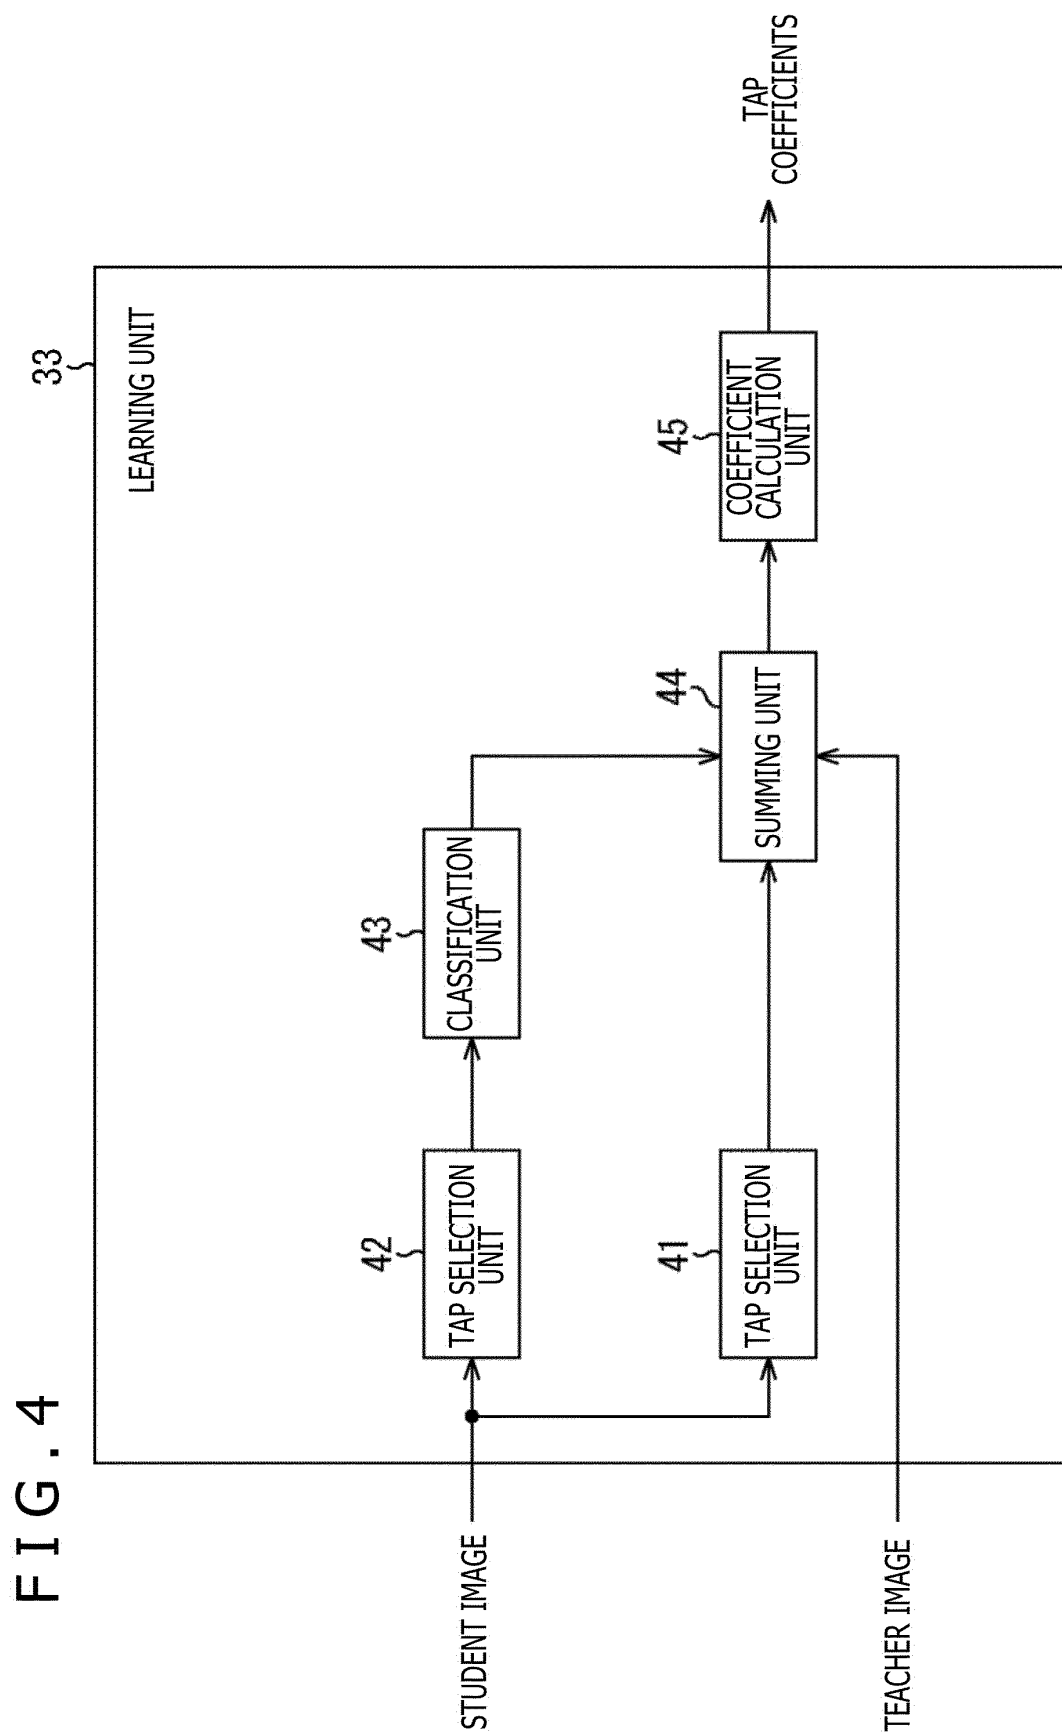 FIG.4
33
LEARNING UNIT
STUDENT IMAGE
42
TAP SELECTION
UNIT
43
CLASSIFICATION
UNIT
41
TAP SELECTION
UNIT
44
SUMMING UNIT
45
COEFFICIENT
CALCULATION
UNIT
TAP
COEFFICIENTS
TEACHER IMAGE